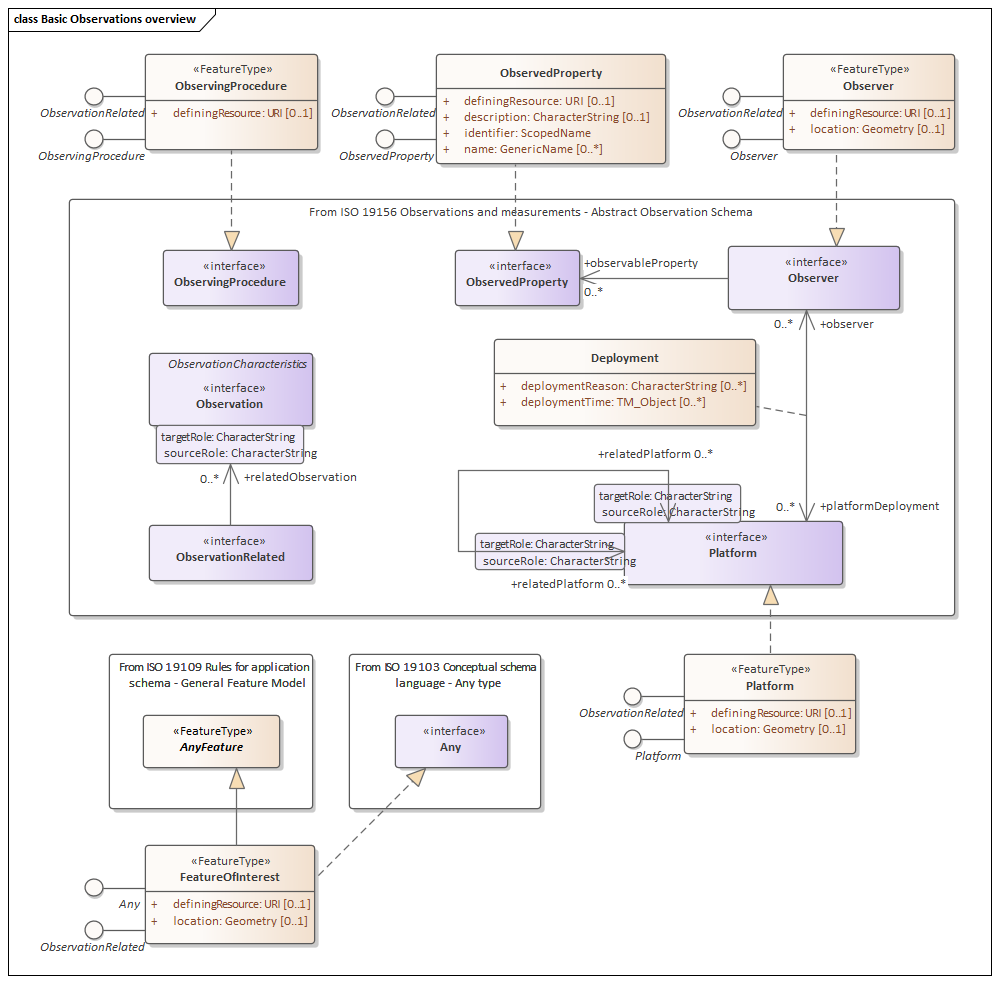 class Basic Observations overview
«FeatureType»
ObservingProcedure
+ definingResource: URI [0..1]
ObservationRelated
ObservingProcedure
ObservedProperty
+ definingResource: URI [0..1]
+ description: CharacterString [0..1]
+ identifier: ScopedName
+ name: GenericName [0..*]
ObservationRelated
ObservedProperty
«FeatureType»
Observer
+ definingResource: URI [0..1]
+ location: Geometry [0..1]
ObservationRelated
Observer
From ISO 19156 Observations and measurements - Abstract Observation Schema
«interface»
ObservingProcedure
«interface»
ObservedProperty
+observableProperty
0..*
«interface»
Observer
0..*
+observer
ObservationCharacteristics
«interface»
Observation
targetRole: CharacterString
sourceRole: CharacterString
0..*
+relatedObservation
«interface»
ObservationRelated
Deployment
+ deploymentReason: CharacterString [0..*]
+ deploymentTime: TM_Object [0..*]
+relatedPlatform 0..*
targetRole: CharacterString
sourceRole: CharacterString
0..*
+platformDeployment
targetRole: CharacterString
sourceRole: CharacterString
+relatedPlatform 0..*
«interface»
Platform
From ISO 19109 Rules for application
schema - General Feature Model
«FeatureType»
AnyFeature
From ISO 19103 Conceptual schema
language - Any type
«interface»
Any
«FeatureType»
Platform
+ definingResource: URI [0..1]
+ location: Geometry [0..1]
ObservationRelated
Platform
«FeatureType»
FeatureOfInterest
+ definingResource: URI [0..1]
+ location: Geometry [0..1]
Any
ObservationRelated